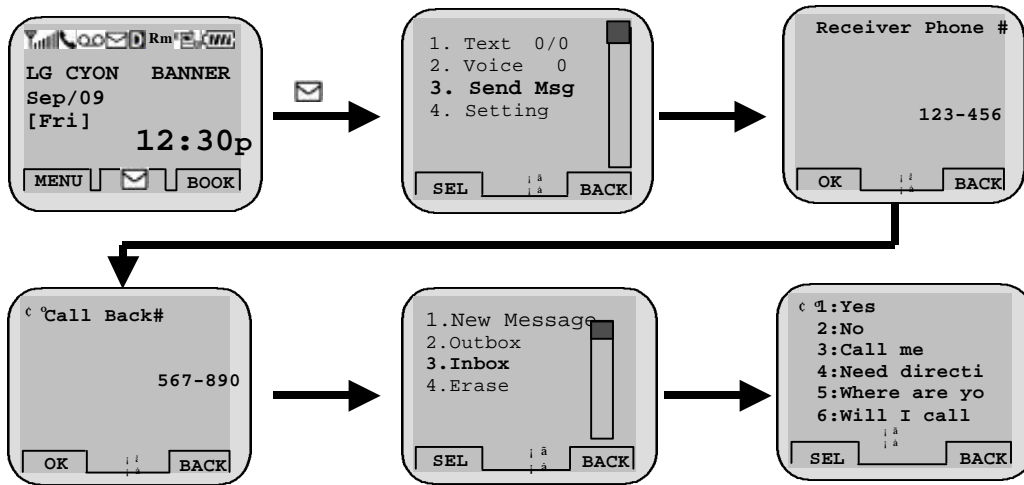 Rm
LG CYON BANNER
Sep/09
[Fri]
12:30p
MENU BOOK
1. Text 0/0
2. Voice 0
3. Send Msg
4. Setting
SEL BACK
Receiver Phone #
123-456
OK BACK
Call Back#
567-890
OK BACK
1.New Message
2.Outbox
3.Inbox
4.Erase
SEL BACK
1:Yes
2:No
3:Call me
4:Need directi
5:Where are yo
6:Will I call
SEL BACK